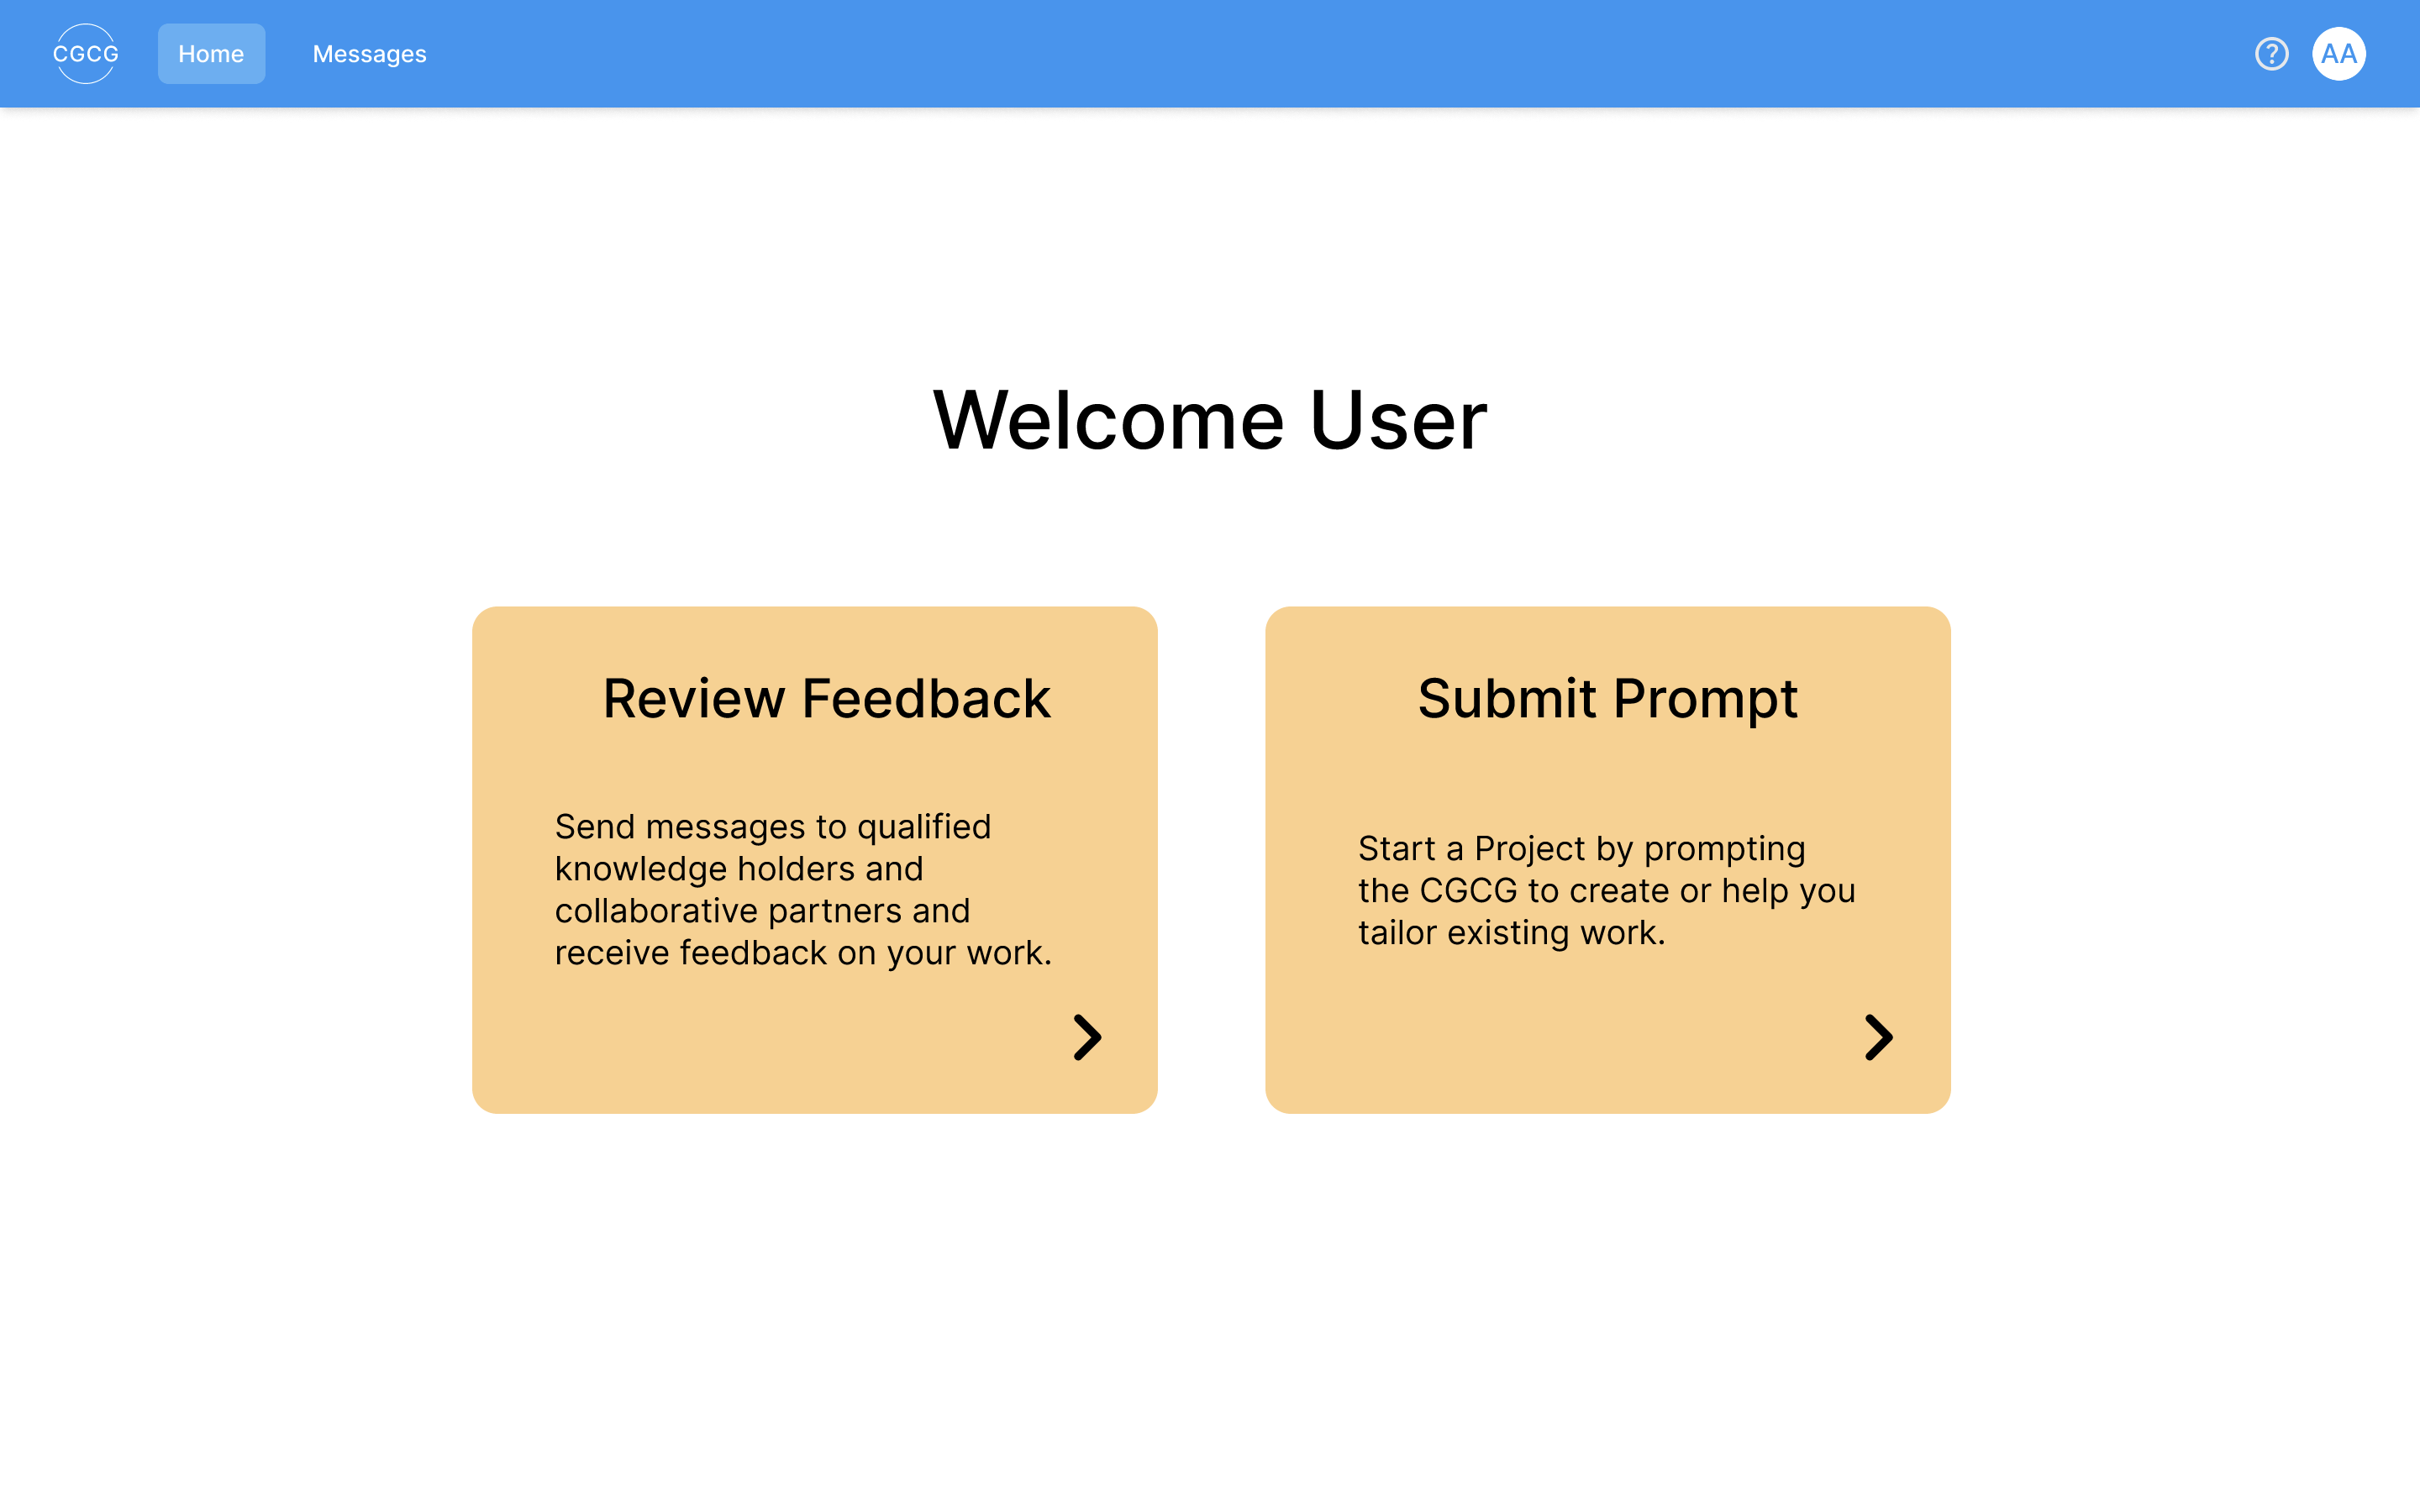 CGCG
Home
Messages
AA
Welcome User
Review Feedback
Send messages to qualified
knowledge holders and
collaborative partners and
receive feedback on your work.
Submit Prompt
Start a Project by prompting
the CGCG to create or help you
tailor existing work.